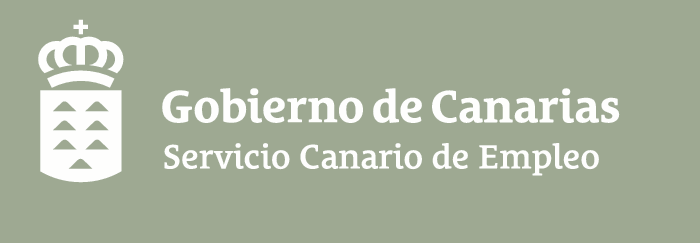 Gobierno de Canarias
Servicio Canario de Empleo